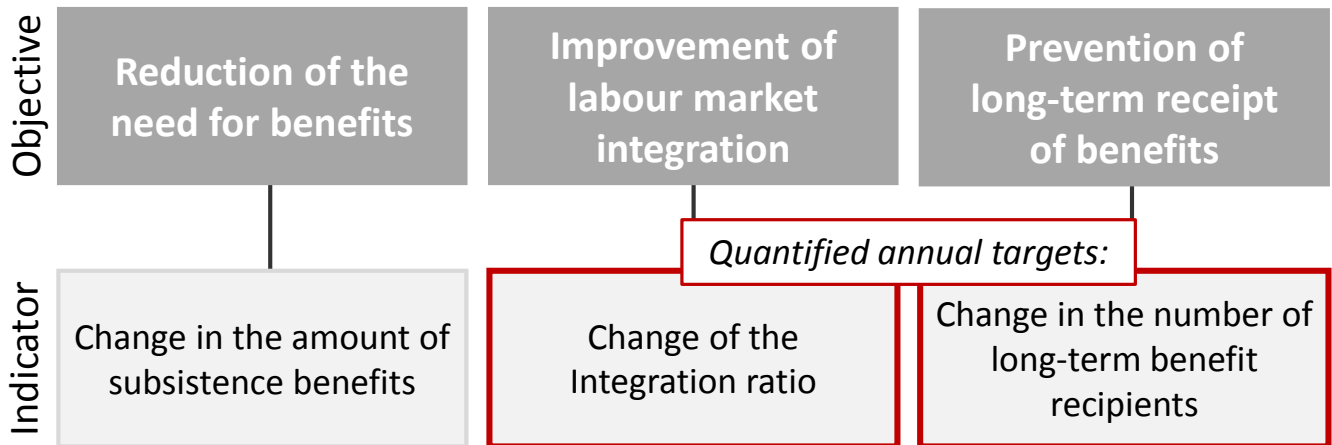 Objective
Reduction of the
need for benefits
Improvement of
labour market
integration
Prevention of
long-term receipt
of benefits
Quantified annual targets:
Indicator
Change in the amount of
subsistence benefits
Change of the
Integration ratio
Change in the number of
long-term benefit
recipients